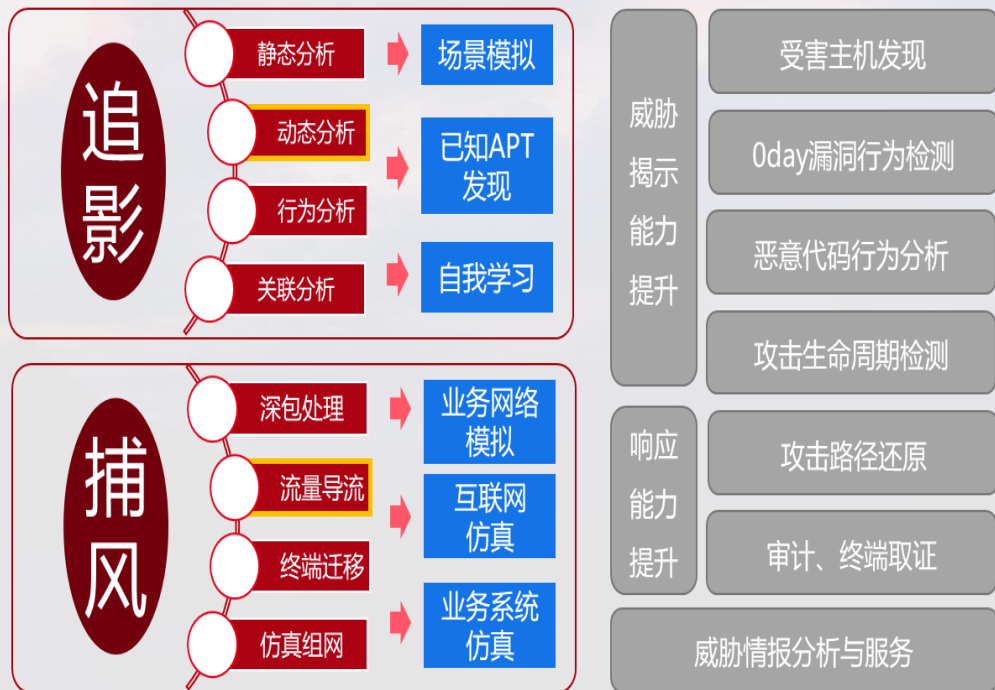 追
影
静态分析
动态分析
行为分析
关联分析
场景模拟
已知APT
发现
自我学习
捕
风
深包处理
流量导流
终端迁移
仿真组网
业务网络
模拟
互联网
仿真
业务系统
仿真
威胁
揭示
能力
提升
受害主机发现
0day漏洞行为检测
恶意代码行为分析
攻击生命周期检测
响应
能力
提升
攻击路径还原
审计、终端取证
威胁情报分析与服务